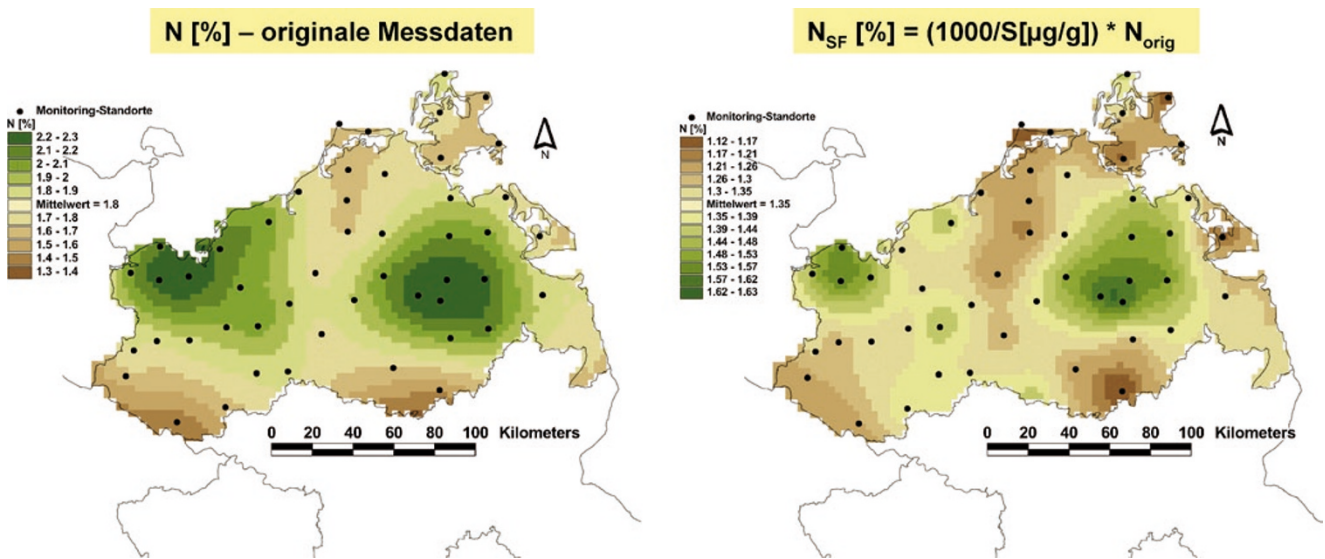 N [%] – originale Messdaten
Monitoring-Standorte
N [%]
2.2 - 2.3
2.1 - 2.2
2 - 2.1
1.9 - 2
1.8 - 1.9
Mittelwert = 1.8
1.7 - 1.8
1.6 - 1.7
1.5 - 1.6
1.4 - 1.5
1.3 - 1.4
N
0 20 40 60 80 100 Kilometers
N_SF [%] = (1000/S[µg/g]) * N_orig
Monitoring-Standorte
N [%]
1.12 - 1.17
1.17 - 1.21
1.21 - 1.26
1.26 - 1.3
1.3 - 1.35
Mittelwert = 1.35
1.35 - 1.39
1.39 - 1.44
1.44 - 1.48
1.48 - 1.53
1.53 - 1.57
1.57 - 1.62
1.62 - 1.63
N
0 20 40 60 80 100 Kilometers